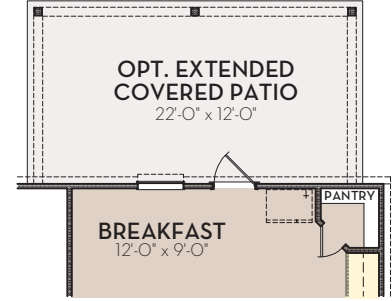 OPT. EXTENDED
COVERED PATIO
22'-0" x 12'-0"
PANTRY
BREAKFAST
12'-0" x 9'-0"